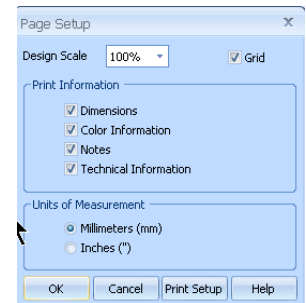 Page Setup x
Design Scale 100% Grid
Print Information
Dimensions
Color Information
Notes
Technical Information
Units of Measurement
Millimeters (mm)
Inches (")
OK Cancel Print Setup Help